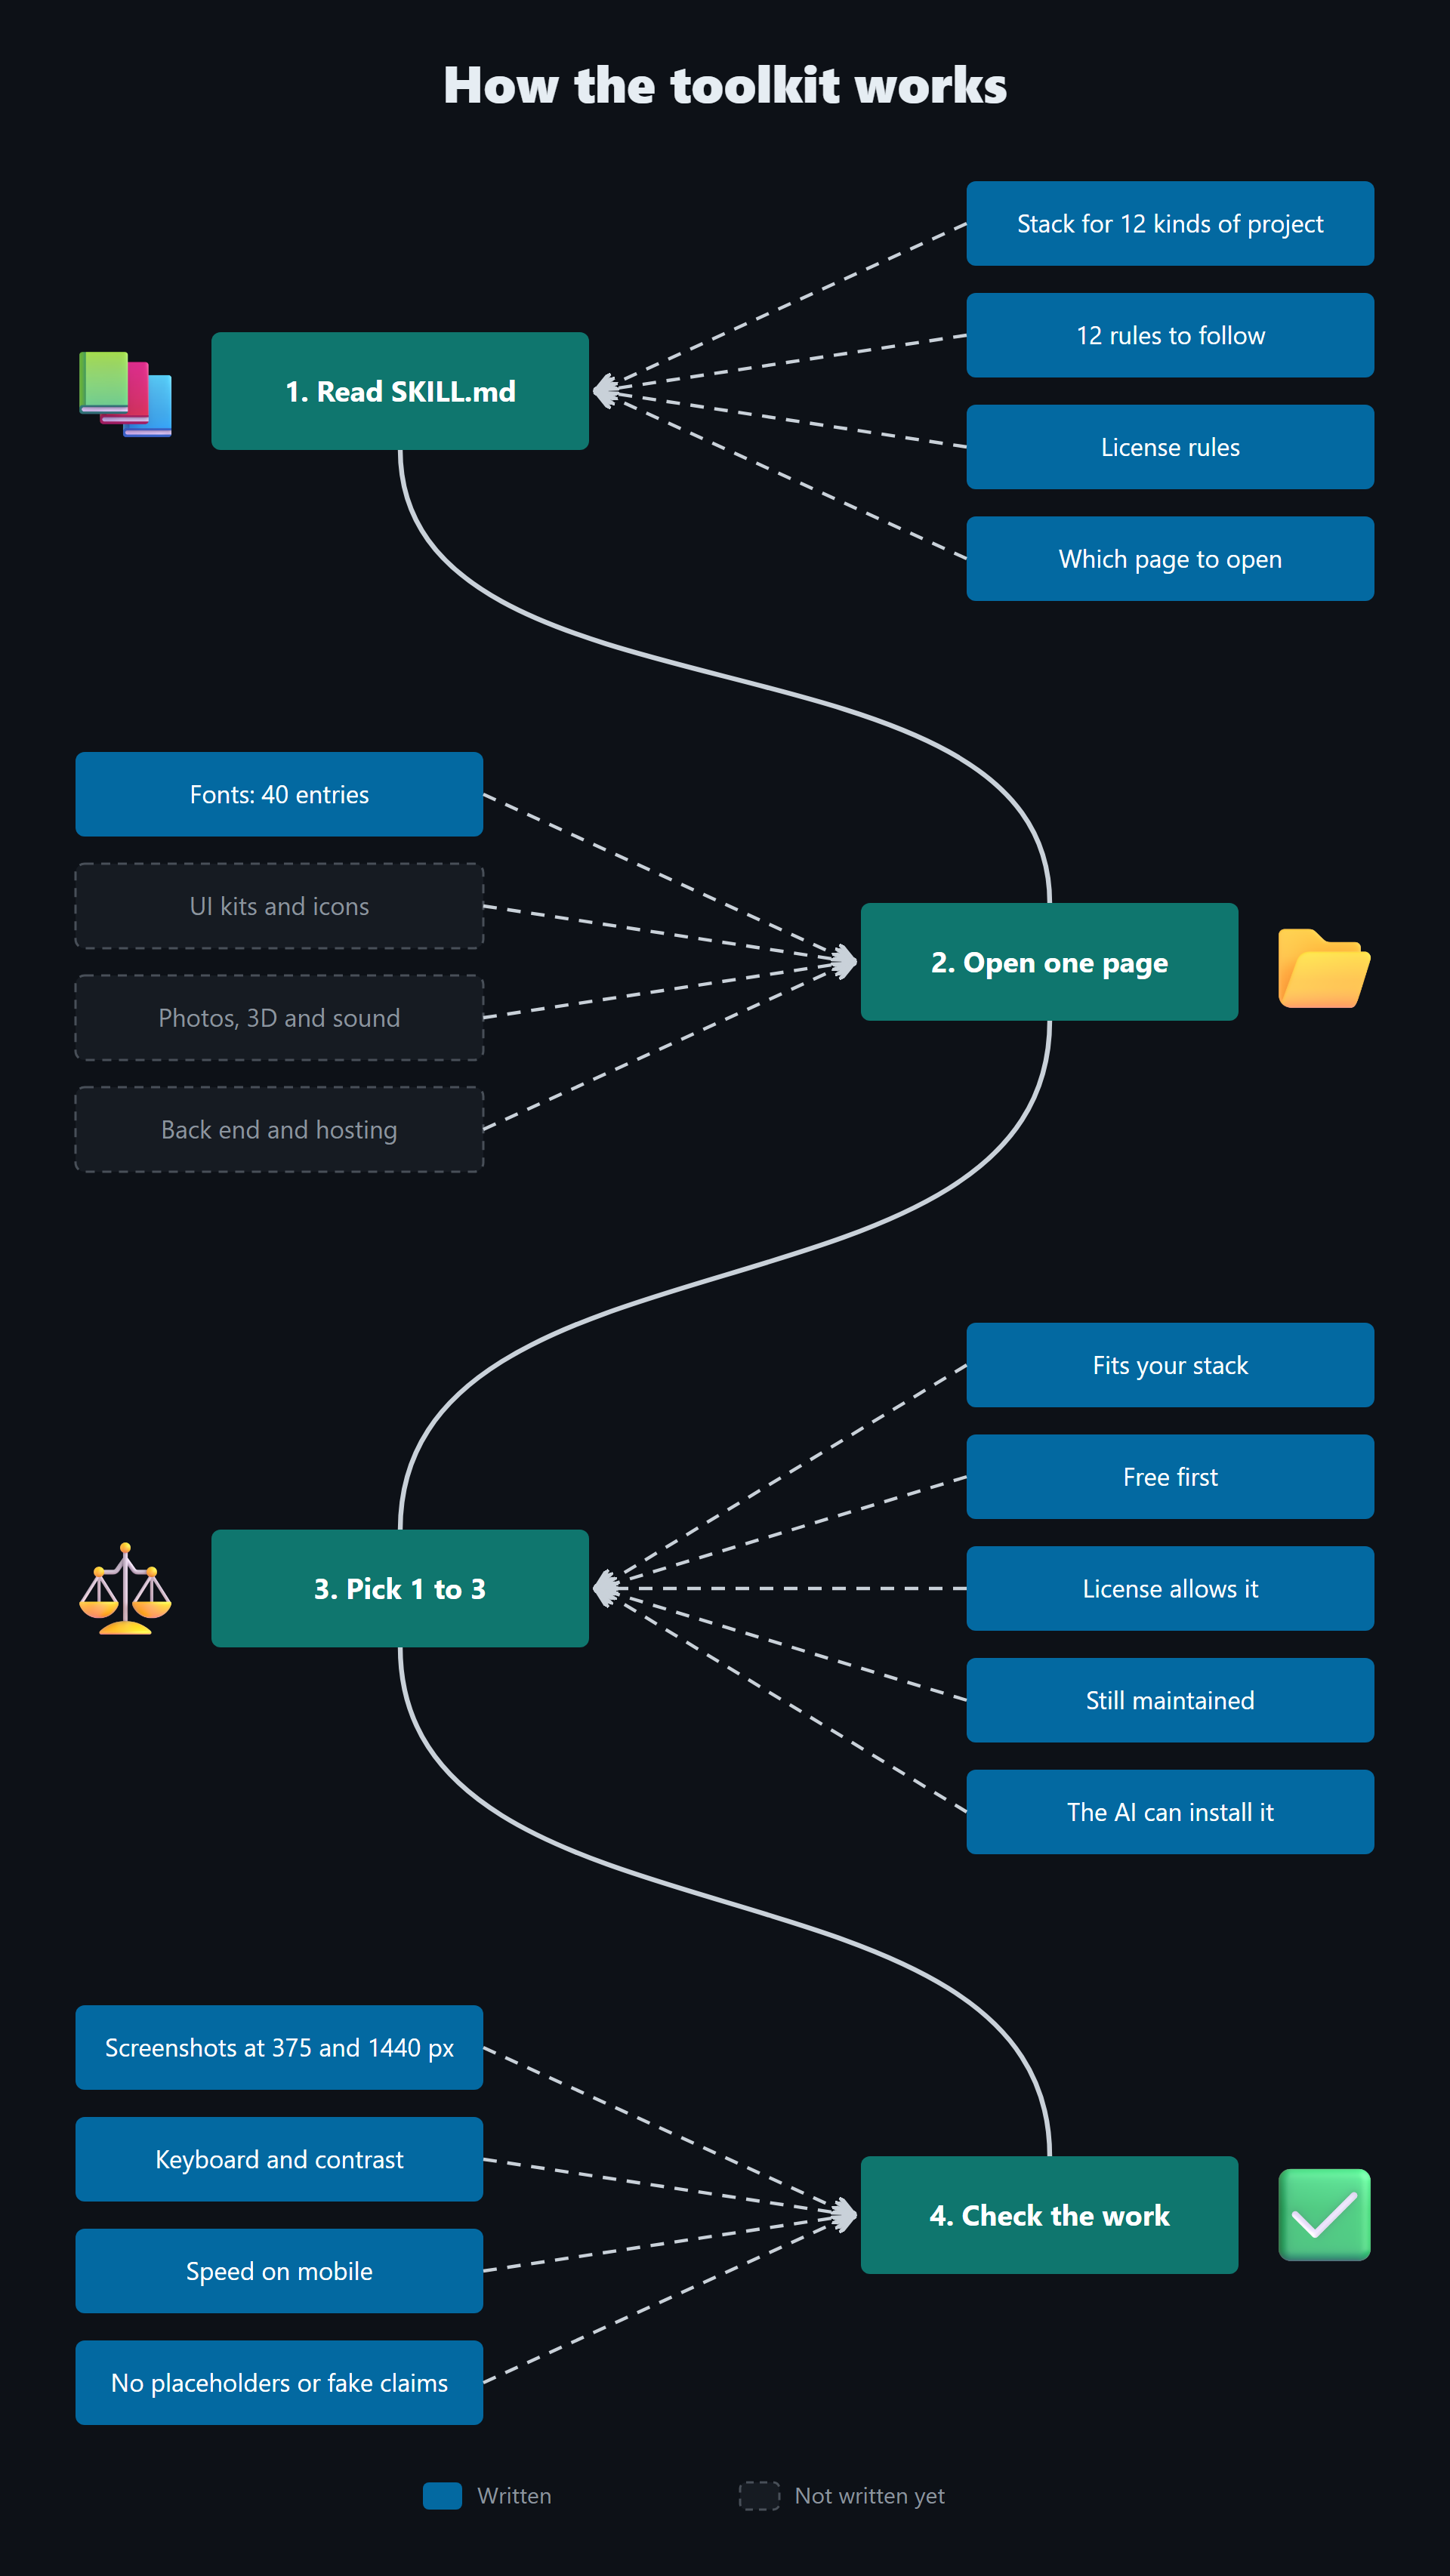 How the toolkit works
Stack for 12 kinds of project
12 rules to follow
1. Read SKILL.md
License rules
Which page to open
Fonts: 40 entries
UI kits and icons
2. Open one page
Photos, 3D and sound
Back end and hosting
Fits your stack
Free first
3. Pick 1 to 3
License allows it
Still maintained
The AI can install it
Screenshots at 375 and 1440 px
Keyboard and contrast
4. Check the work
Speed on mobile
No placeholders or fake claims
Written
Not written yet